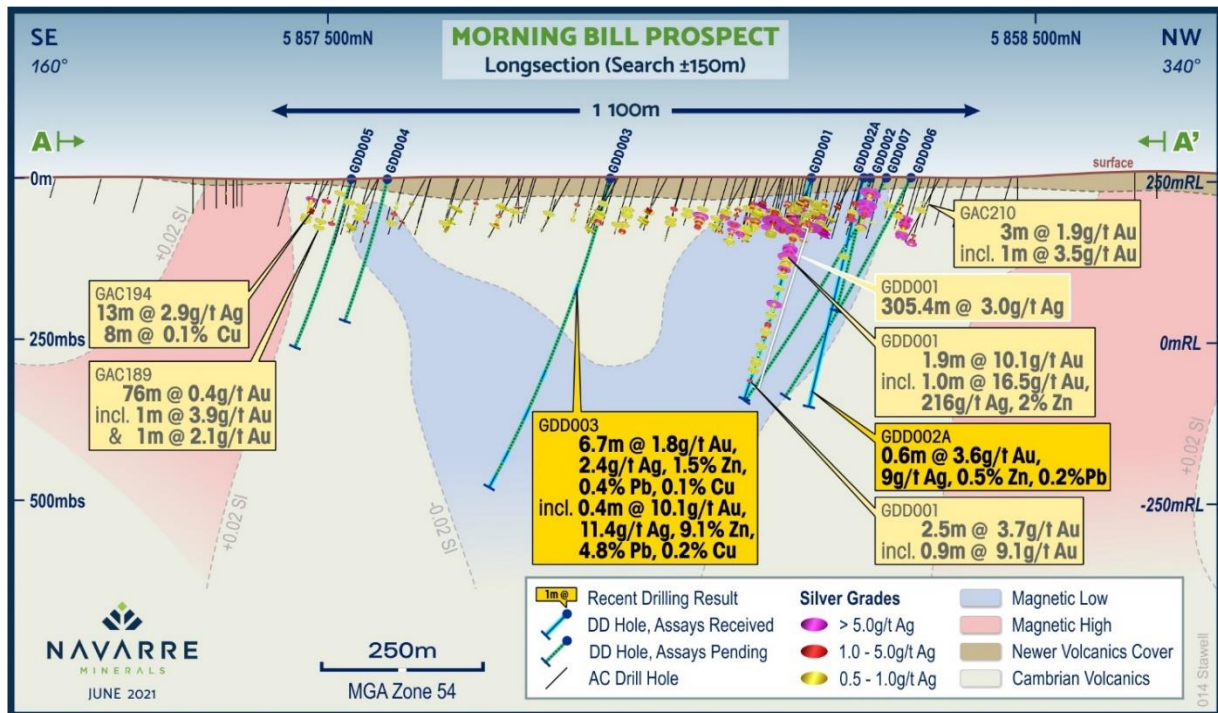 SE
160°
5 857 500mN
MORNING BILL PROSPECT
Longsection (Search ±150m)
5 858 500mN
NW
340°
1 100m
A
A'
GDD005
GDD004
GDD003
GDD001
GDD002A
GDD002
GDD007
GDD006
surface
0m
250mRL
+0.02 SI
GAC210
3m @ 1.9g/t Au
incl. 1m @ 3.5g/t Au
GAC194
13m @ 2.9g/t Ag
8m @ 0.1% Cu
GDD001
305.4m @ 3.0g/t Ag
250mbs
0mRL
GAC189
76m @ 0.4g/t Au
incl. 1m @ 3.9g/t Au
& 1m @ 2.1g/t Au
GDD001
1.9m @ 10.1g/t Au
incl. 1.0m @ 16.5g/t Au,
216g/t Ag, 2% Zn
GDD003
6.7m @ 1.8g/t Au,
2.4g/t Ag, 1.5% Zn,
0.4% Pb, 0.1% Cu
incl. 0.4m @ 10.1g/t Au,
11.4g/t Ag, 9.1% Zn,
4.8% Pb, 0.2% Cu
GDD002A
0.6m @ 3.6g/t Au,
9g/t Ag, 0.5% Zn, 0.2%Pb
+0.02 SI
500mbs
-250mRL
+0.02 SI
-0.02 SI
GDD001
2.5m @ 3.7g/t Au
incl. 0.9m @ 9.1g/t Au
NAVARRE
MINERALS
JUNE 2021
250m
MGA Zone 54
1m @
Recent Drilling Result
DD Hole, Assays Received
DD Hole, Assays Pending
AC Drill Hole
Silver Grades
> 5.0g/t Ag
1.0 - 5.0g/t Ag
0.5 - 1.0g/t Ag
Magnetic Low
Magnetic High
Newer Volcanics Cover
Cambrian Volcanics
014 Stawell